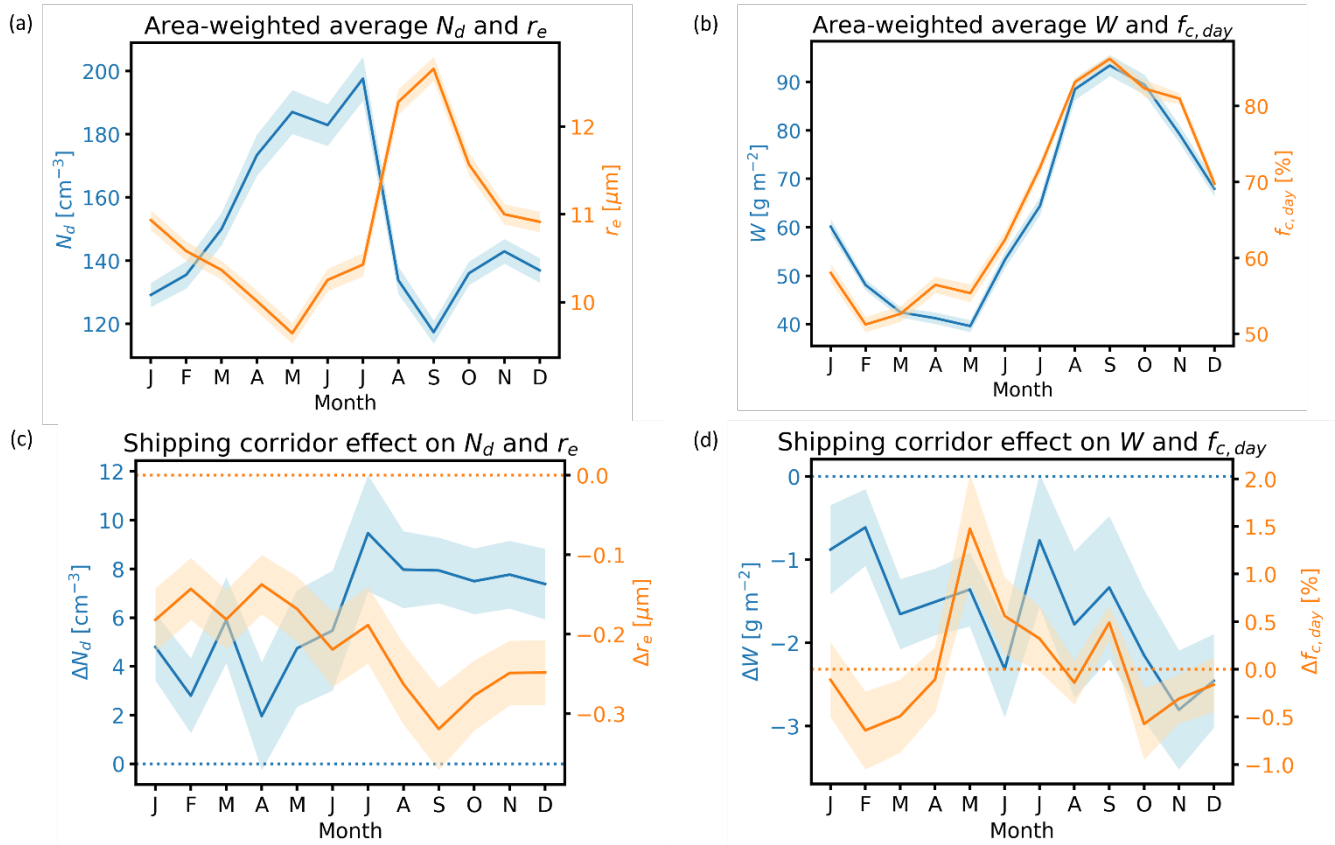 (a)
Area-weighted average N_d and r_e
N_d [cm⁻³]
200
180
160
140
120
12
11
10
r_e [μm]
J F M A M J J A S O N D
Month
(b)
Area-weighted average W and f_c,day
W [g m⁻²]
90
80
70
60
50
40
80
70
60
50
f_c,day [%]
J F M A M J J A S O N D
Month
(c)
Shipping corridor effect on N_d and r_e
ΔN_d [cm⁻³]
12
10
8
6
4
2
0
0.0
−0.1
−0.2
−0.3
Δr_e [μm]
J F M A M J J A S O N D
Month
(d)
Shipping corridor effect on W and f_c,day
ΔW [g m⁻²]
0
−1
−2
−3
2.0
1.5
1.0
0.5
0.0
−0.5
−1.0
Δf_c,day [%]
J F M A M J J A S O N D
Month